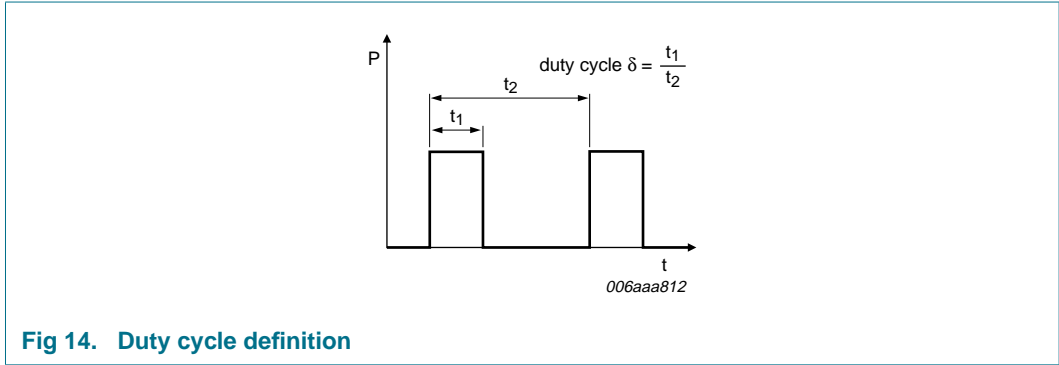 P
duty cycle δ = t1/t2
t2
t1
t
006aaa812
Fig 14. Duty cycle definition